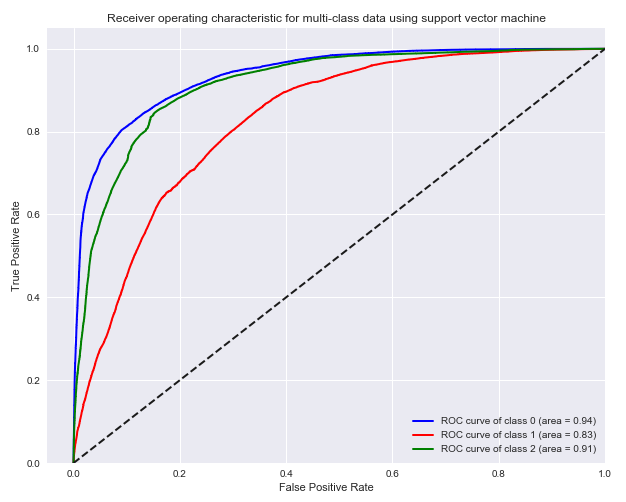 Receiver operating characteristic for multi-class data using support vector machine
1.0
0.8
0.6
0.4
0.2
0.0
True Positive Rate
ROC curve of class 0 (area = 0.94)
ROC curve of class 1 (area = 0.83)
ROC curve of class 2 (area = 0.91)
0.0 0.2 0.4 0.6 0.8 1.0
False Positive Rate